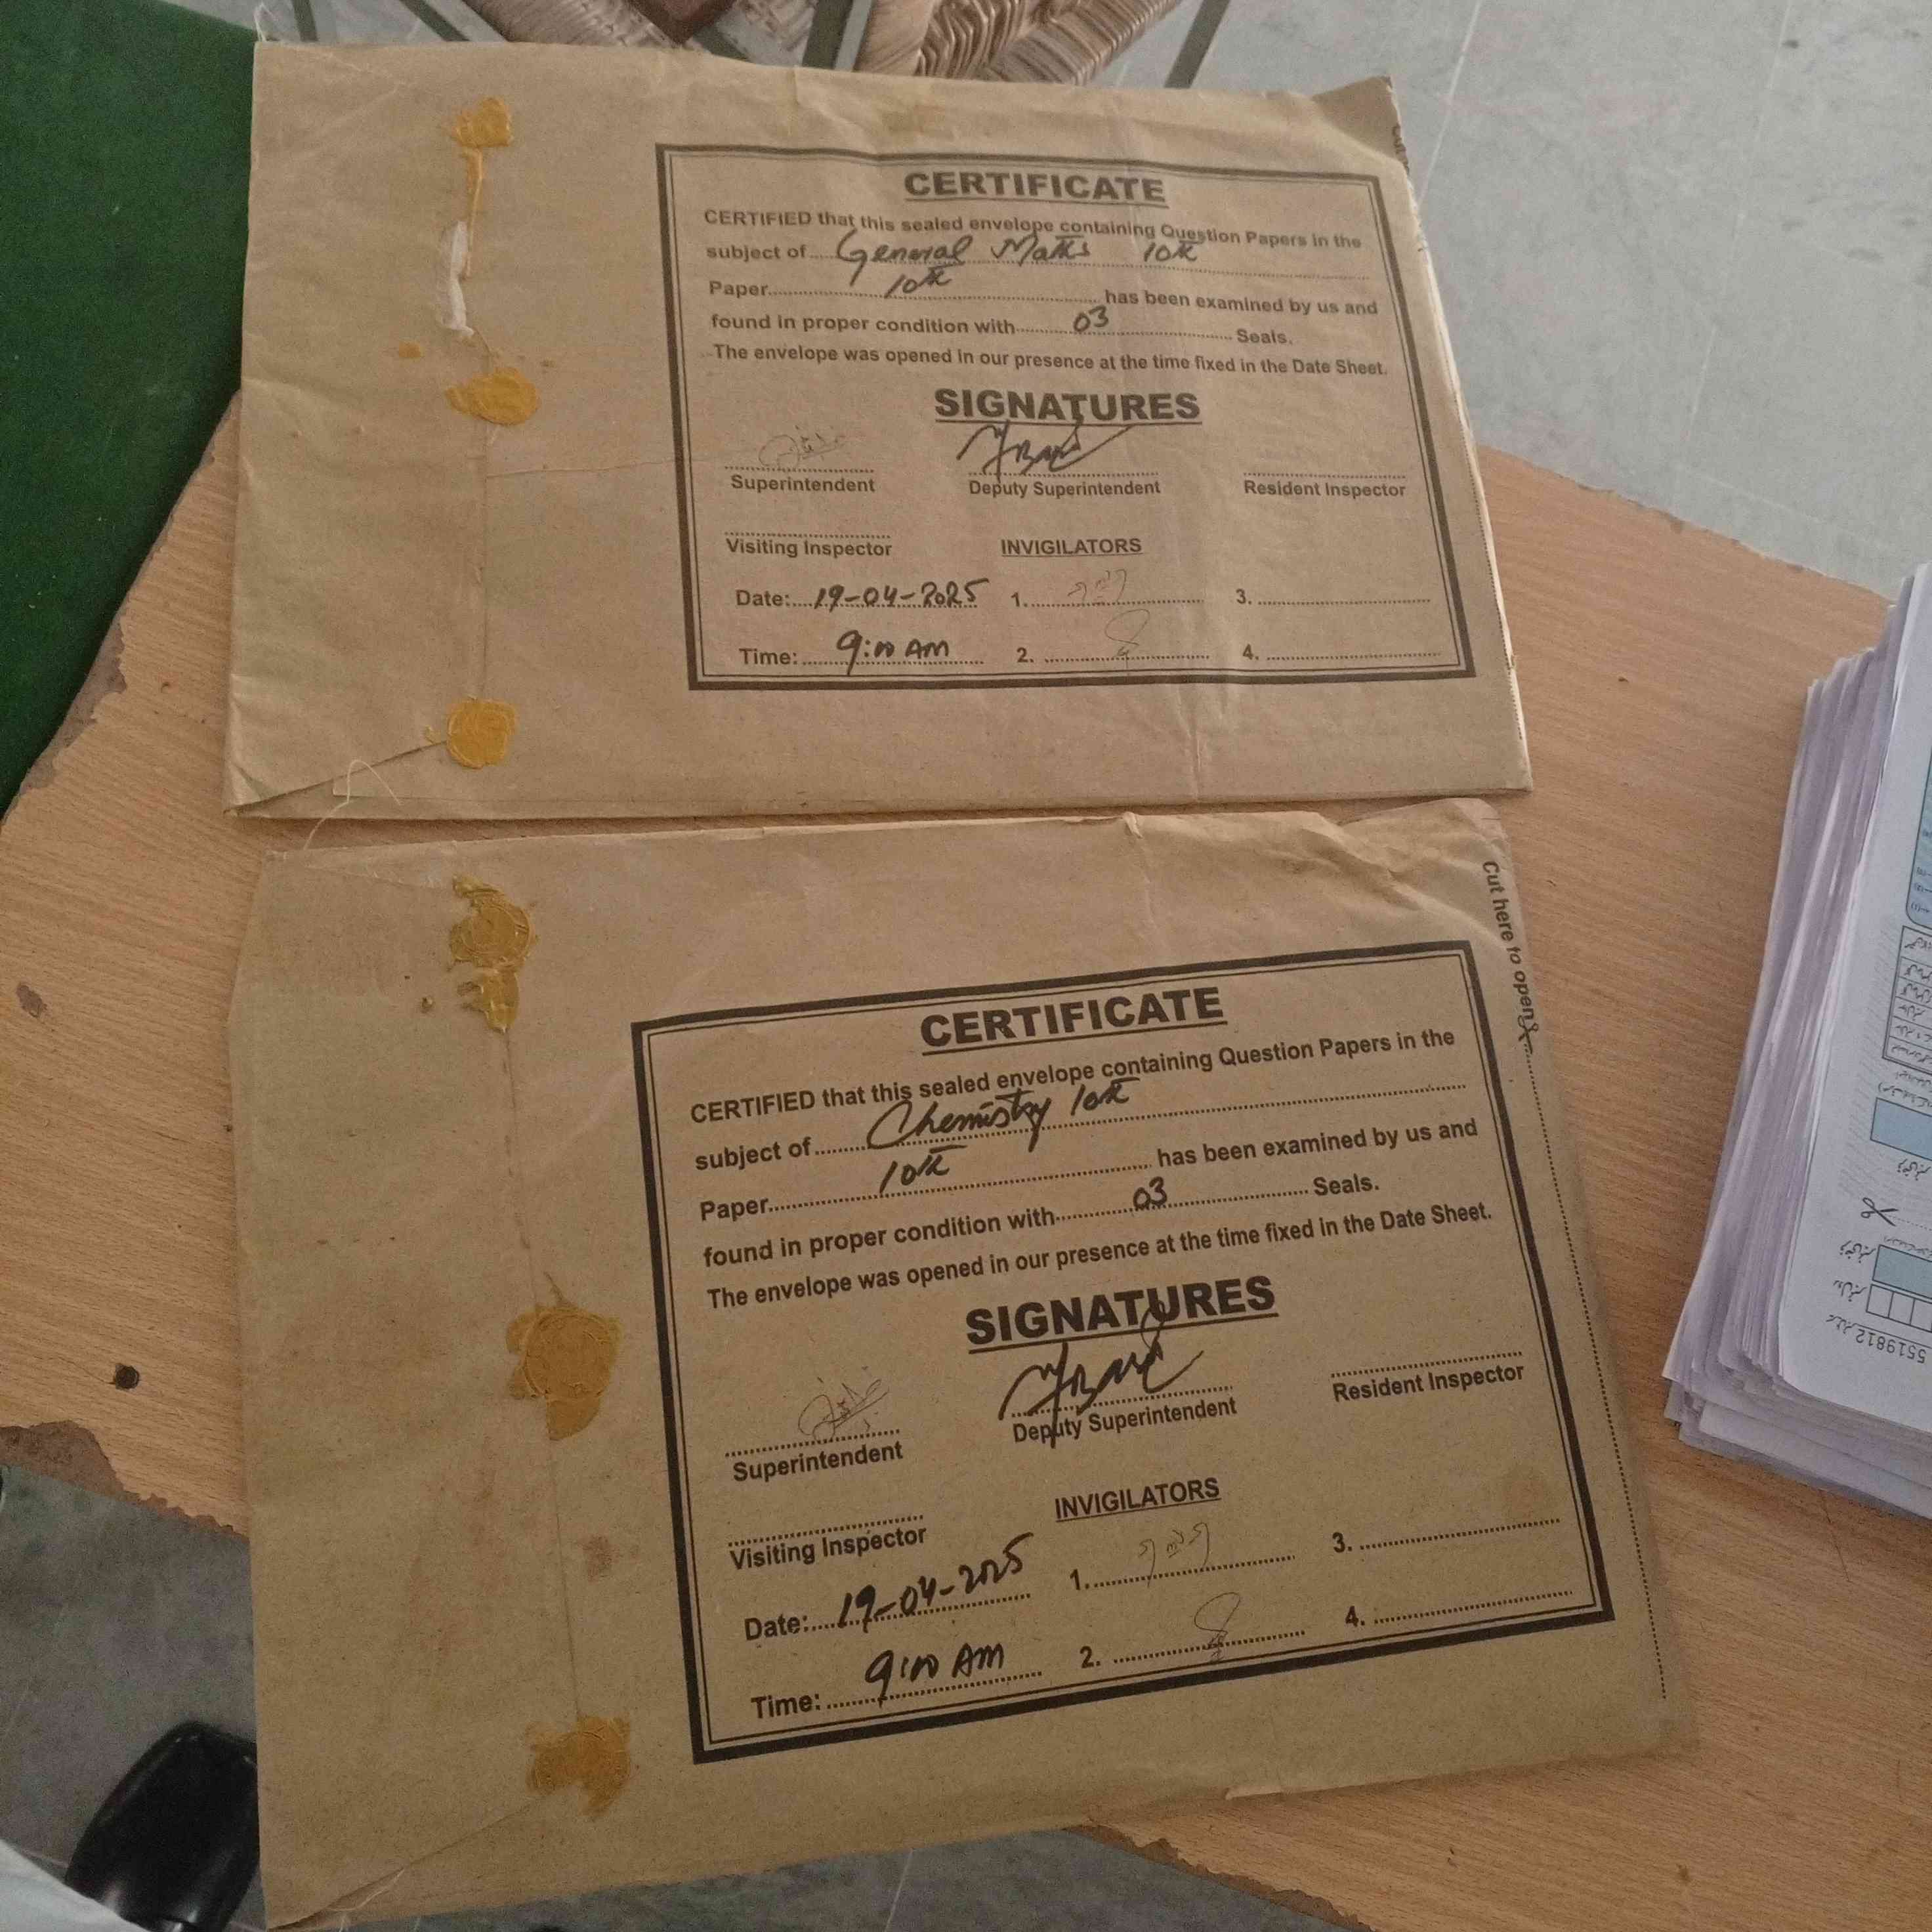 CERTIFICATE
CERTIFIED that this sealed envelope containing Question Papers in the
subject of General Maths 10th
Paper 10th has been examined by us and
found in proper condition with 03 Seals.
The envelope was opened in our presence at the time fixed in the Date Sheet.
SIGNATURES
Superintendent Deputy Superintendent Resident Inspector
Visiting Inspector INVIGILATORS
Date: 19-04-2025 1. 3.
Time: 9:00 AM 2. 4.
Cut here to open
CERTIFICATE
CERTIFIED that this sealed envelope containing Question Papers in the
subject of Chemistry 10th
Paper 10th has been examined by us and
found in proper condition with 03 Seals.
The envelope was opened in our presence at the time fixed in the Date Sheet.
SIGNATURES
Superintendent Deputy Superintendent Resident Inspector
Visiting Inspector INVIGILATORS
Date: 19-04-2025 1. 3.
Time: 9:00 AM 2. 4.
5519812